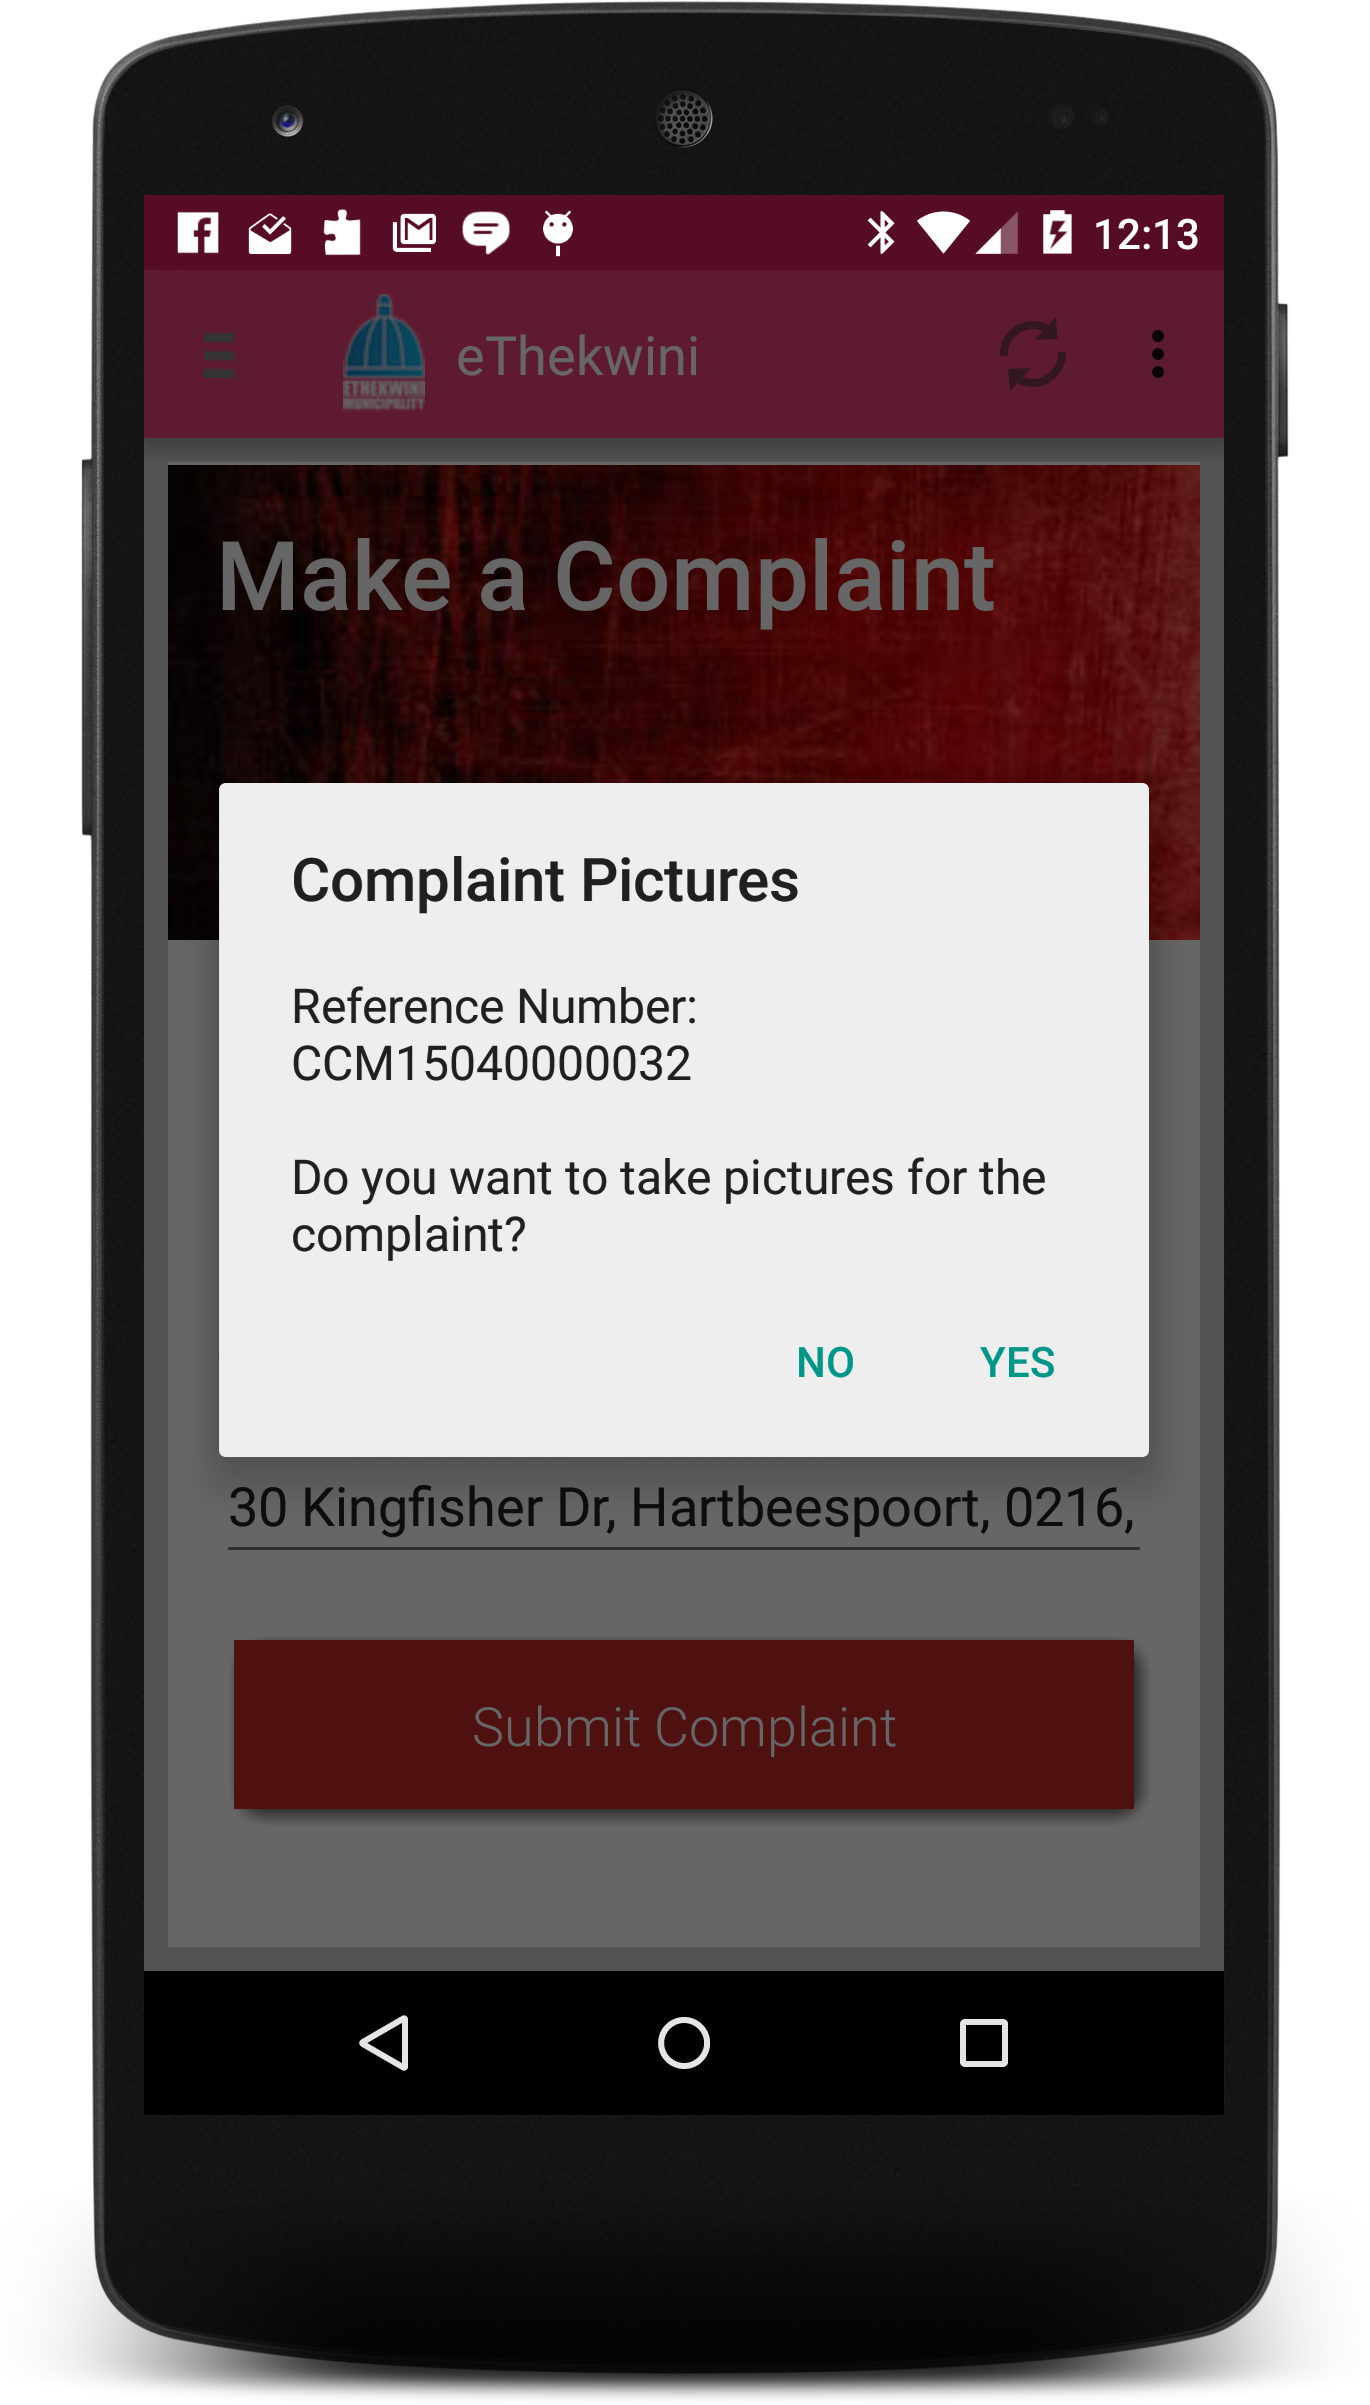 12:13
ETHEKWINI
MUNICIPALITY
eThekwini
Make a Complaint
Complaint Pictures
Reference Number:
CCM15040000032
Do you want to take pictures for the
complaint?
NO YES
30 Kingfisher Dr, Hartbeespoort, 0216,
Submit Complaint